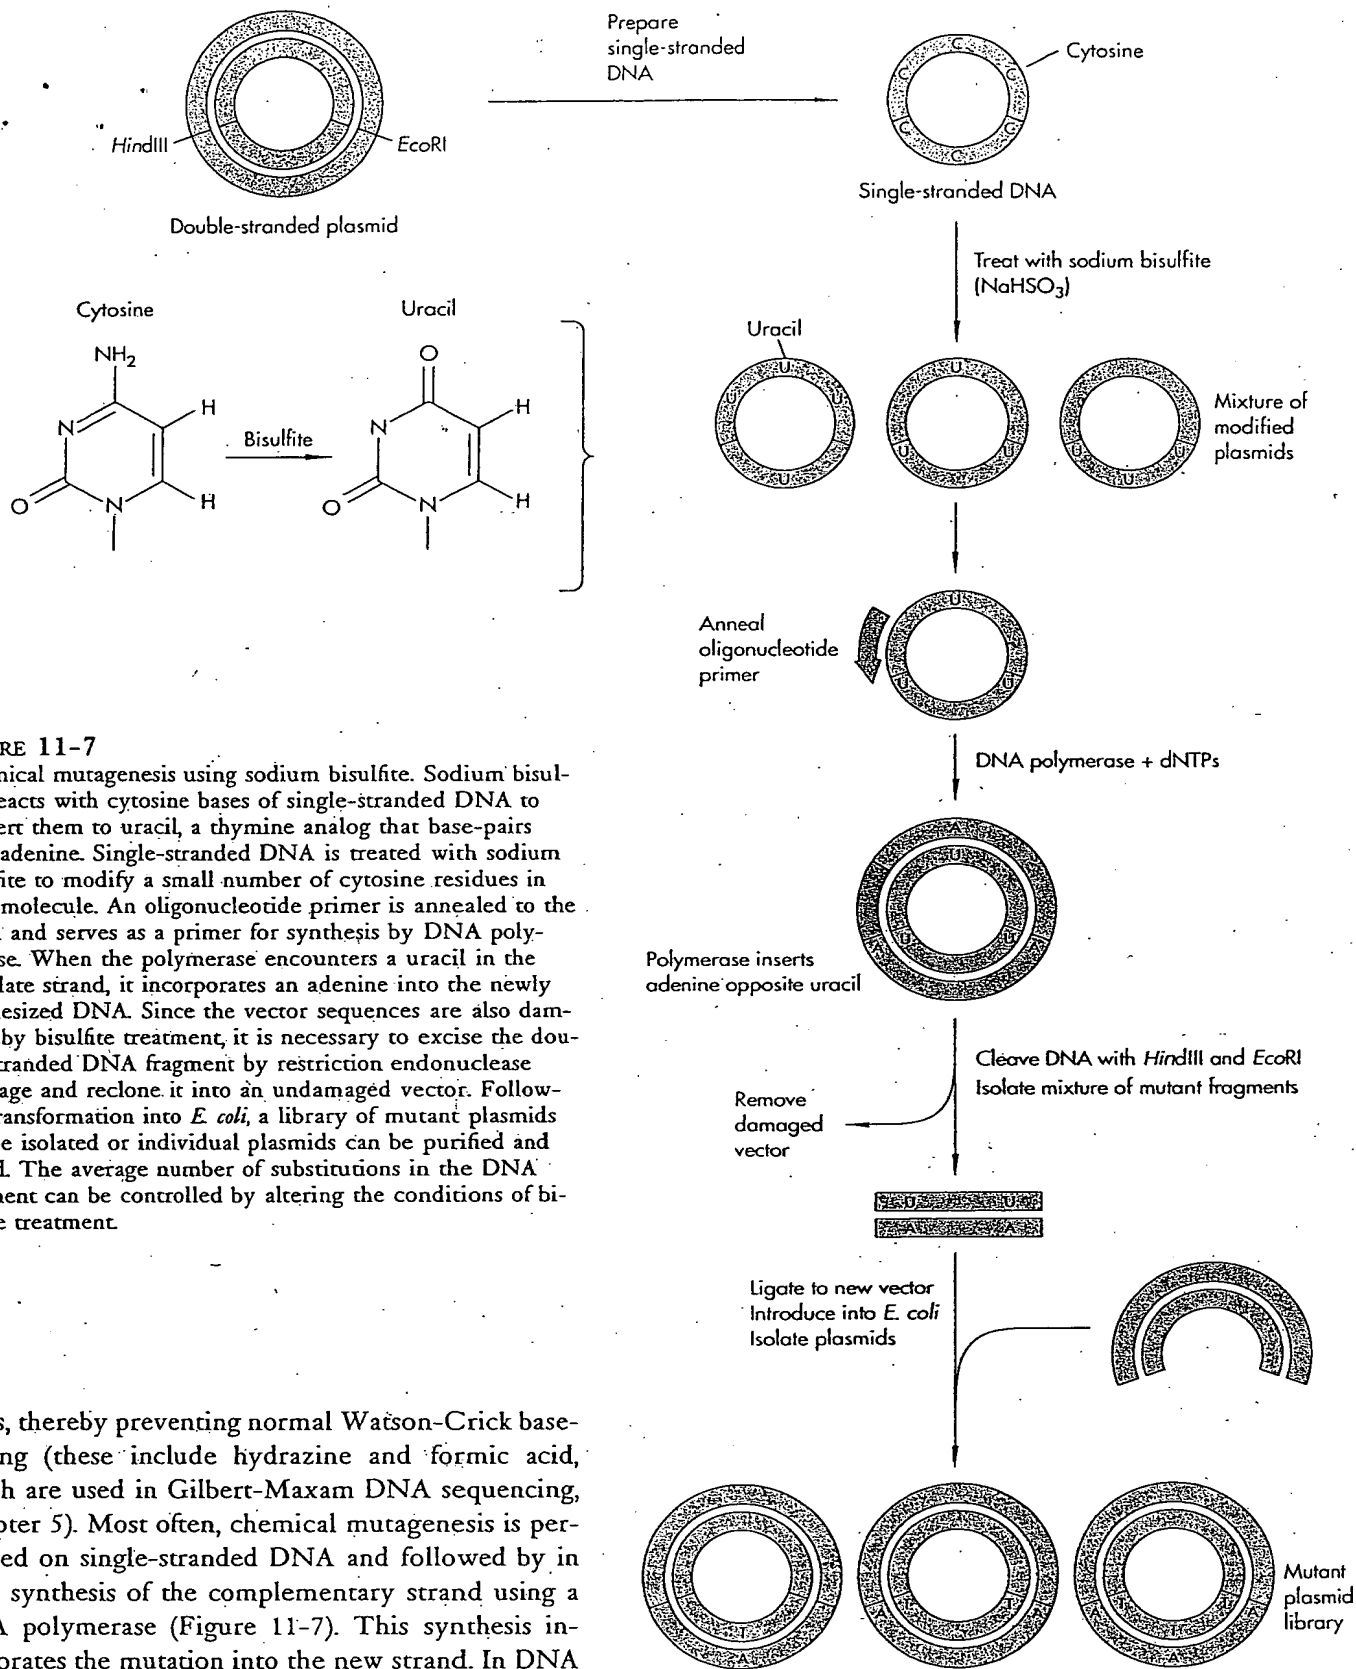 Prepare
single-stranded
DNA
C
Cytosine
C
C
HindIII
EcoRI
C
C
C
Single-stranded DNA
Double-stranded plasmid
Treat with sodium bisulfite
(NaHSO3)
Cytosine
Uracil
Uracil
NH2
O
U
U
Mixture of
modified
plasmids
H
H
N
N
Bisulfite
U
U
U
U
U
U
U
U
O
N
H
O
N
H
Anneal
oligonucleotide
primer
U
U
U
DNA polymerase + dNTPs
RE 11-7
nical mutagenesis using sodium bisulfite. Sodium bisul-
eacts with cytosine bases of single-stranded DNA to
ert them to uracil, a thymine analog that base-pairs
adenine. Single-stranded DNA is treated with sodium
ite to modify a small number of cytosine residues in
molecule. An oligonucleotide primer is annealed to the
and serves as a primer for synthesis by DNA poly-
se. When the polymerase encounters a uracil in the
late strand, it incorporates an adenine into the newly
esized DNA. Since the vector sequences are also dam-
by bisulfite treatment, it is necessary to excise the dou-
tranded DNA fragment by restriction endonuclease
age and reclone it into an undamaged vector. Follow-
ransformation into E. coli, a library of mutant plasmids
e isolated or individual plasmids can be purified and
d. The average number of substitutions in the DNA
nent can be controlled by altering the conditions of bi-
e treatment.
A
U
U
U
A
A
Polymerase inserts
adenine opposite uracil
Cleave DNA with HindIII and EcoRI
Isolate mixture of mutant fragments
Remove
damaged
vector
U U
A A
Ligate to new vector
Introduce into E. coli
Isolate plasmids
s, thereby preventing normal Watson-Crick base-
ng (these include hydrazine and formic acid,
h are used in Gilbert-Maxam DNA sequencing,
pter 5). Most often, chemical mutagenesis is per-
ed on single-stranded DNA and followed by in
synthesis of the complementary strand using a
A polymerase (Figure 11-7). This synthesis in-
orates the mutation into the new strand. In DNA
T
A
Mutant
plasmid
library